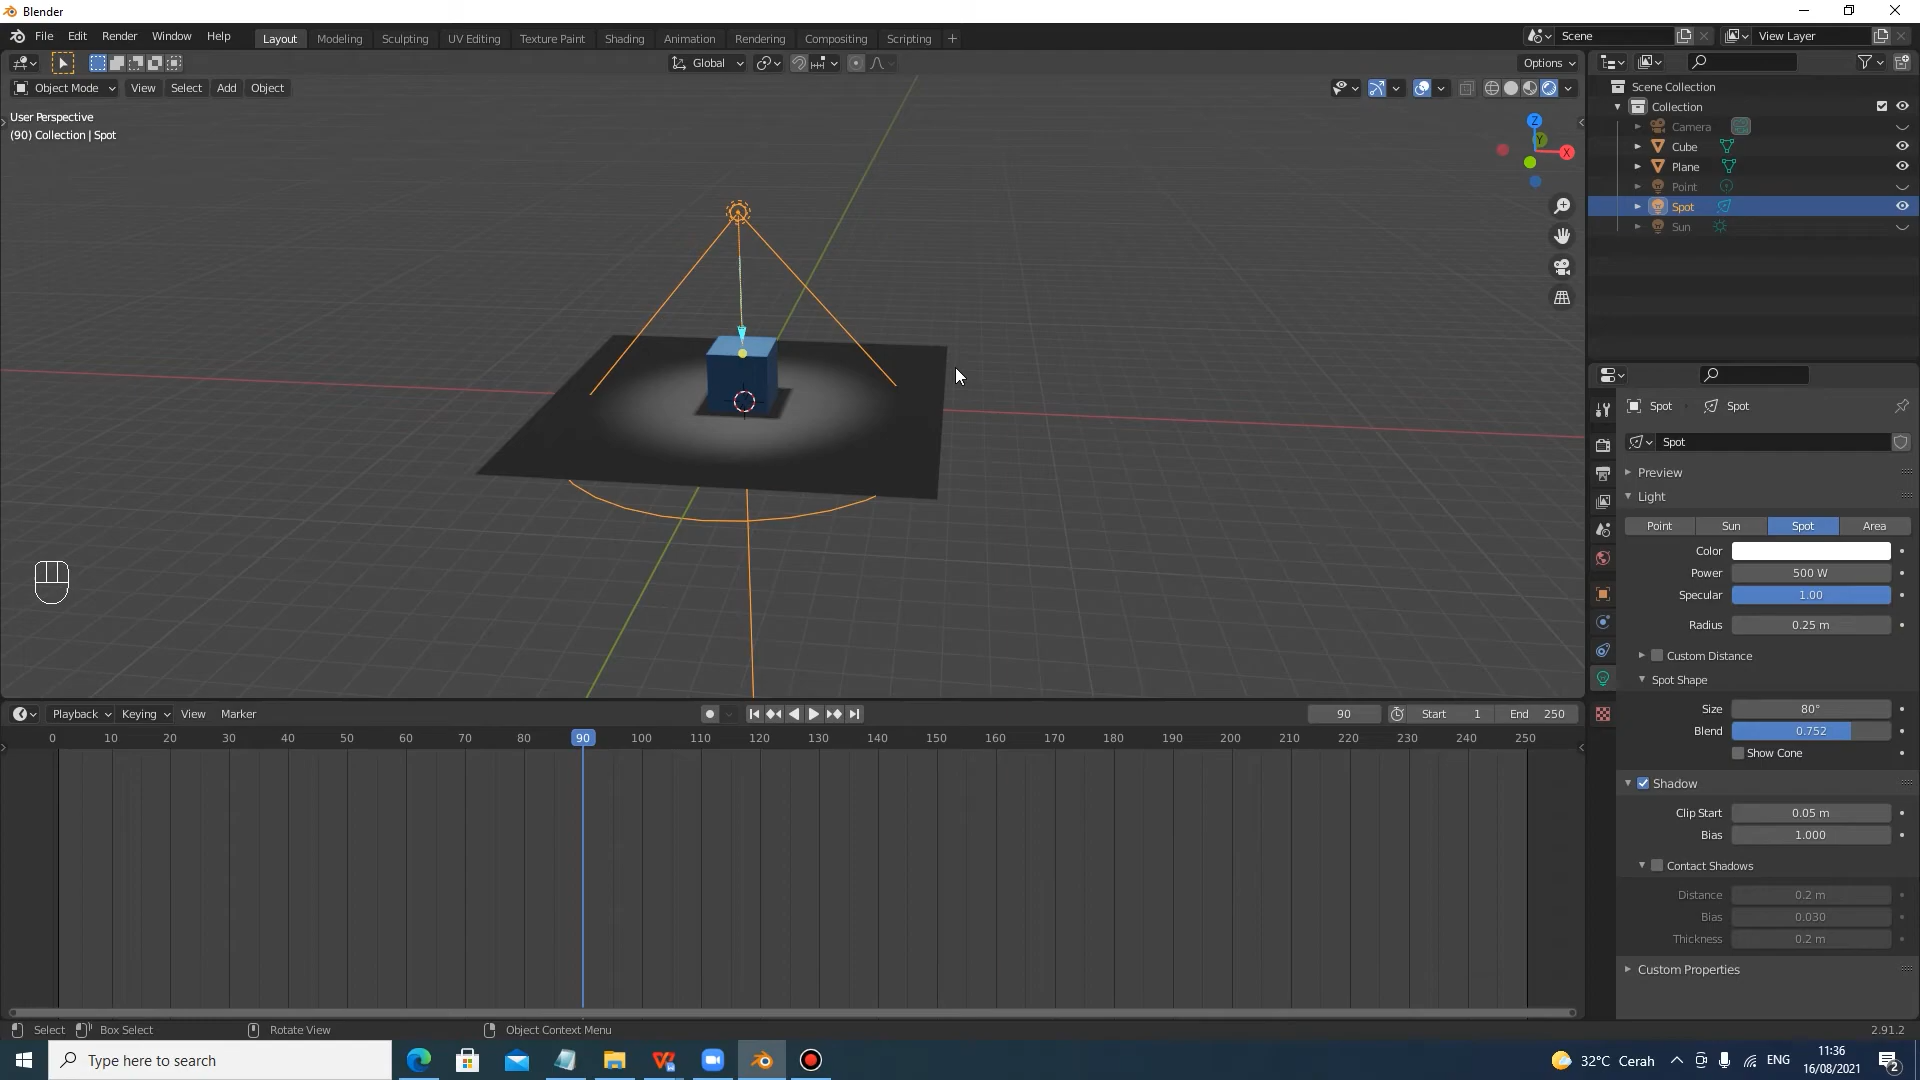 Blender
File Edit Render Window Help
Layout Modeling Sculpting UV Editing Texture Paint Shading Animation Rendering Compositing Scripting +
Scene
View Layer
Global
Options
Object Mode View Select Add Object
User Perspective
(90) Collection | Spot
Z
Y
X
Scene Collection
Collection
Camera
Cube
Plane
Point
Spot
Sun
Spot
Spot
Spot
Preview
Light
Point Sun Spot Area
Color
Power 500 W
Specular 1.00
Radius 0.25 m
Custom Distance
Spot Shape
Size 80°
Blend 0.752
Show Cone
Shadow
Clip Start 0.05 m
Bias 1.000
Contact Shadows
Distance 0.2 m
Bias 0.030
Thickness 0.2 m
Custom Properties
Playback Keying View Marker
90
Start 1
End 250
0 10 20 30 40 50 60 70 80 90 100 110 120 130 140 150 160 170 180 190 200 210 220 230 240 250
Select
Box Select
Rotate View
Object Context Menu
2.91.2
Type here to search
32°C Cerah
ENG
11:36
16/08/2021
2